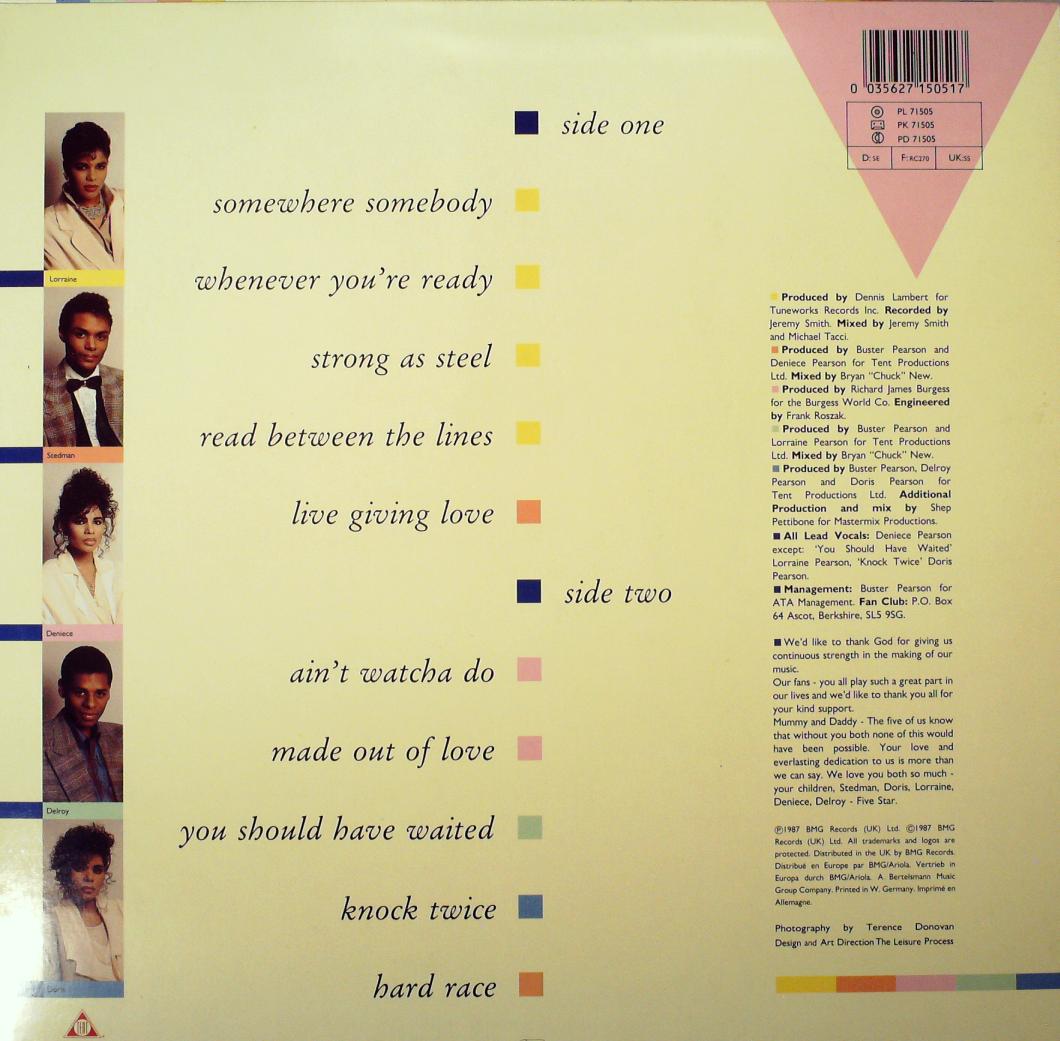 0 035627 150517
PL 71505
PK 71505
PD 71505
D: SE F: RC270 UK: SS
side one
somewhere somebody
whenever you're ready
strong as steel
read between the lines
live giving love
side two
ain't watcha do
made out of love
you should have waited
knock twice
hard race
Lorraine
Stedman
Deniece
Delroy
Doris
TENT
Produced by Dennis Lambert for
Tuneworks Records Inc. Recorded by
Jeremy Smith. Mixed by Jeremy Smith
and Michael Tacci.
Produced by Buster Pearson and
Deniece Pearson for Tent Productions
Ltd. Mixed by Bryan "Chuck" New.
Produced by Richard James Burgess
for the Burgess World Co. Engineered
by Frank Roszak.
Produced by Buster Pearson and
Lorraine Pearson for Tent Productions
Ltd. Mixed by Bryan "Chuck" New.
Produced by Buster Pearson, Delroy
Pearson and Doris Pearson for
Tent Productions Ltd. Additional
Production and mix by Shep
Pettibone for Mastermix Productions.
All Lead Vocals: Deniece Pearson
except: 'You Should Have Waited'
Lorraine Pearson, 'Knock Twice' Doris
Pearson.
Management: Buster Pearson for
ATA Management. Fan Club: P.O. Box
64 Ascot, Berkshire, SL5 9SG.
We'd like to thank God for giving us
continuous strength in the making of our
music.
Our fans - you all play such a great part in
our lives and we'd like to thank you all for
your kind support.
Mummy and Daddy - The five of us know
that without you both none of this would
have been possible. Your love and
everlasting dedication to us is more than
we can say. We love you both so much -
your children, Stedman, Doris, Lorraine,
Deniece, Delroy - Five Star.
Ⓟ1987 BMG Records (UK) Ltd. ©1987 BMG
Records (UK) Ltd. All trademarks and logos are
protected. Distributed in the UK by BMG Records.
Distribué en Europe par BMG/Ariola. Vertrieb in
Europa durch BMG/Ariola. A. Bertelsmann Music
Group Company. Printed in W. Germany. Imprimé en
Allemagne.
Photography by Terence Donovan
Design and Art Direction The Leisure Process